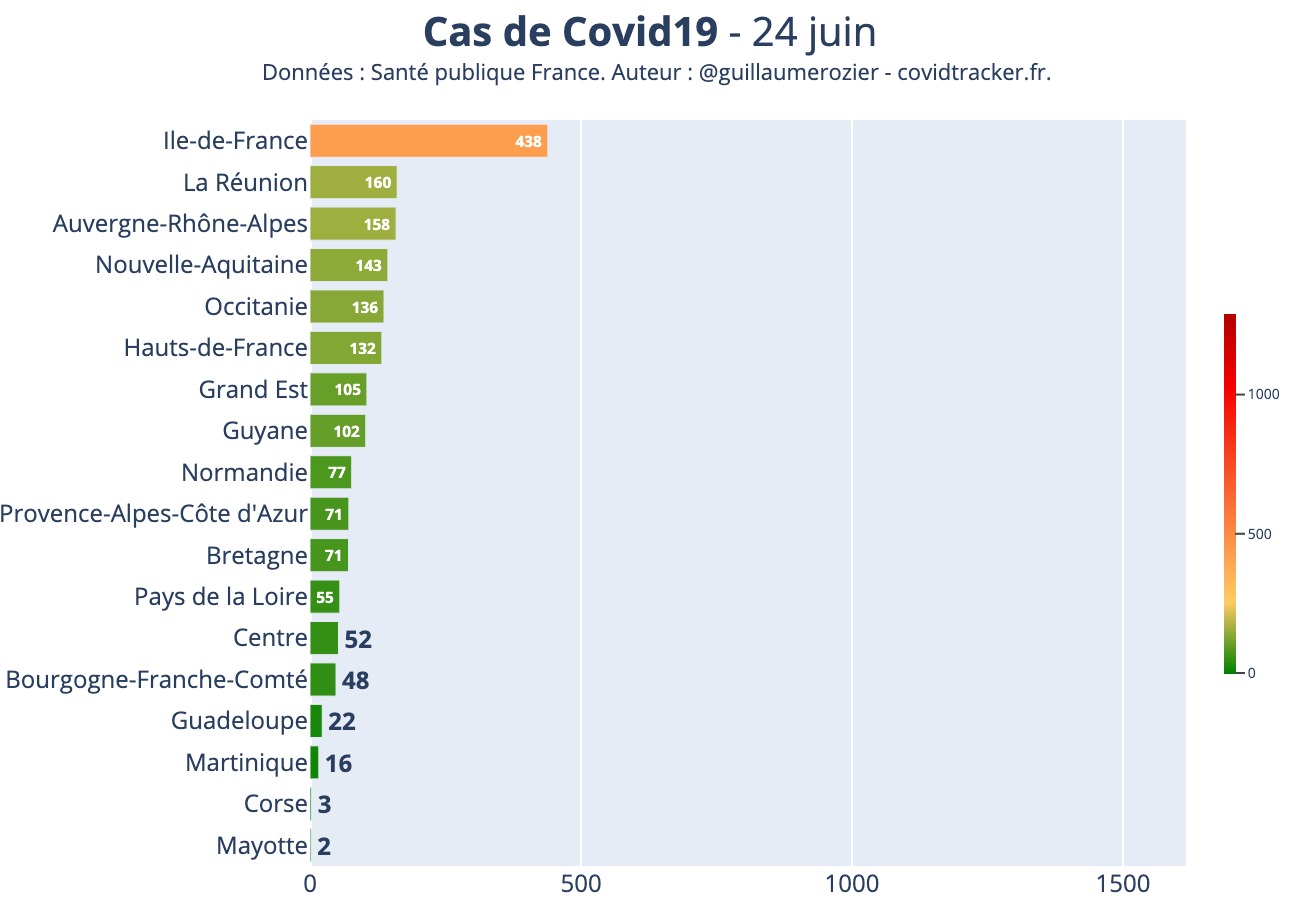 Cas de Covid19 - 24 juin
Données : Santé publique France. Auteur : @guillaumerozier - covidtracker.fr.
Ile-de-France 438
La Réunion 160
Auvergne-Rhône-Alpes 158
Nouvelle-Aquitaine 143
Occitanie 136
Hauts-de-France 132
Grand Est 105
Guyane 102
Normandie 77
Provence-Alpes-Côte d'Azur 71
Bretagne 71
Pays de la Loire 55
Centre 52
Bourgogne-Franche-Comté 48
Guadeloupe 22
Martinique 16
Corse 3
Mayotte 2
0 500 1000 1500
1000
500
0